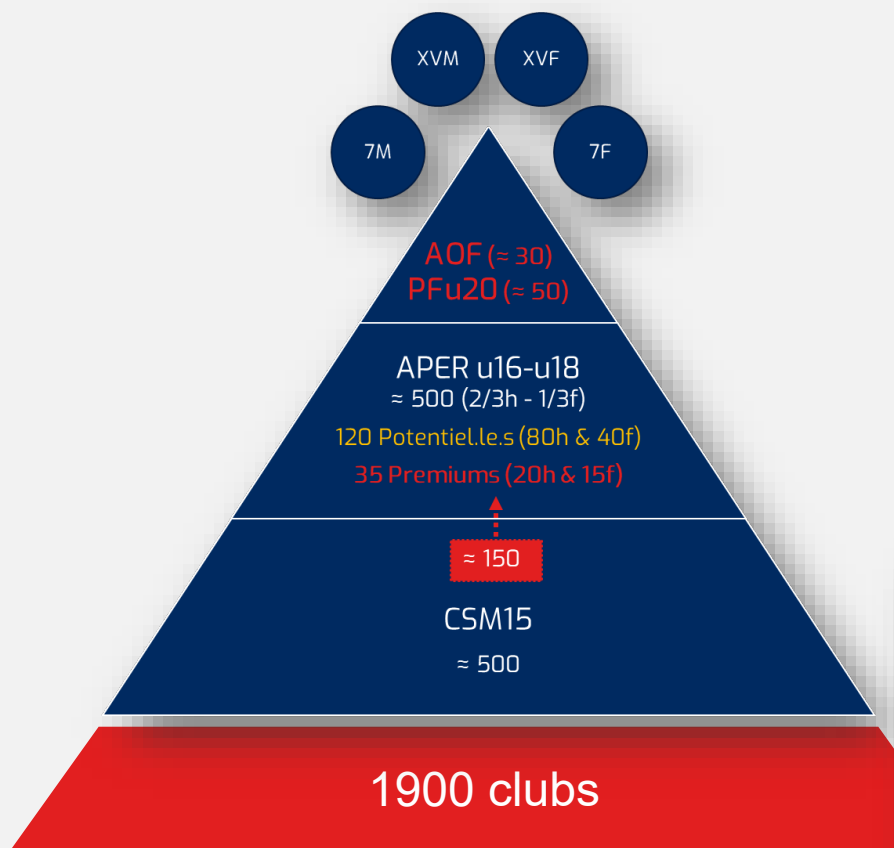 XVM
XVF
7M
7F
AOF (≈ 30)
PFu20 (≈ 50)
APER u16-u18
≈ 500 (2/3h - 1/3f)
120 Potentiel.le.s (80h & 40f)
35 Premiums (20h & 15f)
≈ 150
CSM15
≈ 500
1900 clubs